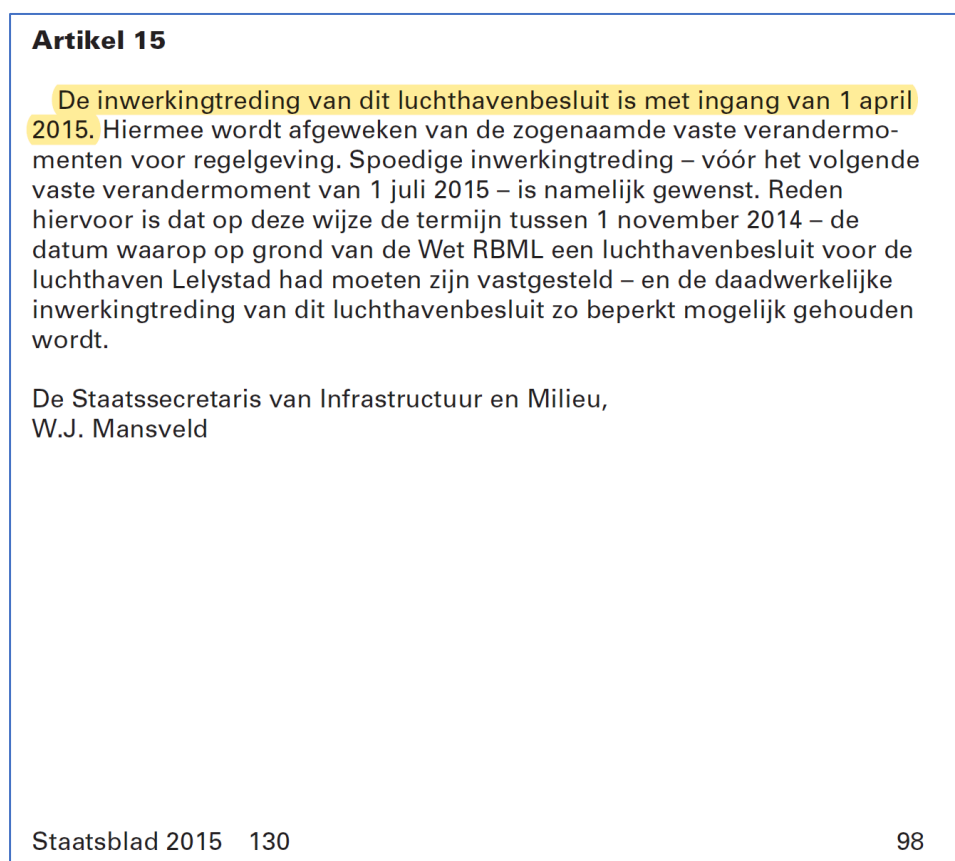 Artikel 15
De inwerkingtreding van dit luchthavenbesluit is met ingang van 1 april
2015. Hiermee wordt afgeweken van de zogenaamde vaste verandermo-
menten voor regelgeving. Spoedige inwerkingtreding – vóór het volgende
vaste verandermoment van 1 juli 2015 – is namelijk gewenst. Reden
hiervoor is dat op deze wijze de termijn tussen 1 november 2014 – de
datum waarop op grond van de Wet RBML een luchthavenbesluit voor de
luchthaven Lelystad had moeten zijn vastgesteld – en de daadwerkelijke
inwerkingtreding van dit luchthavenbesluit zo beperkt mogelijk gehouden
wordt.
De Staatssecretaris van Infrastructuur en Milieu,
W.J. Mansveld
Staatsblad 2015 130 98